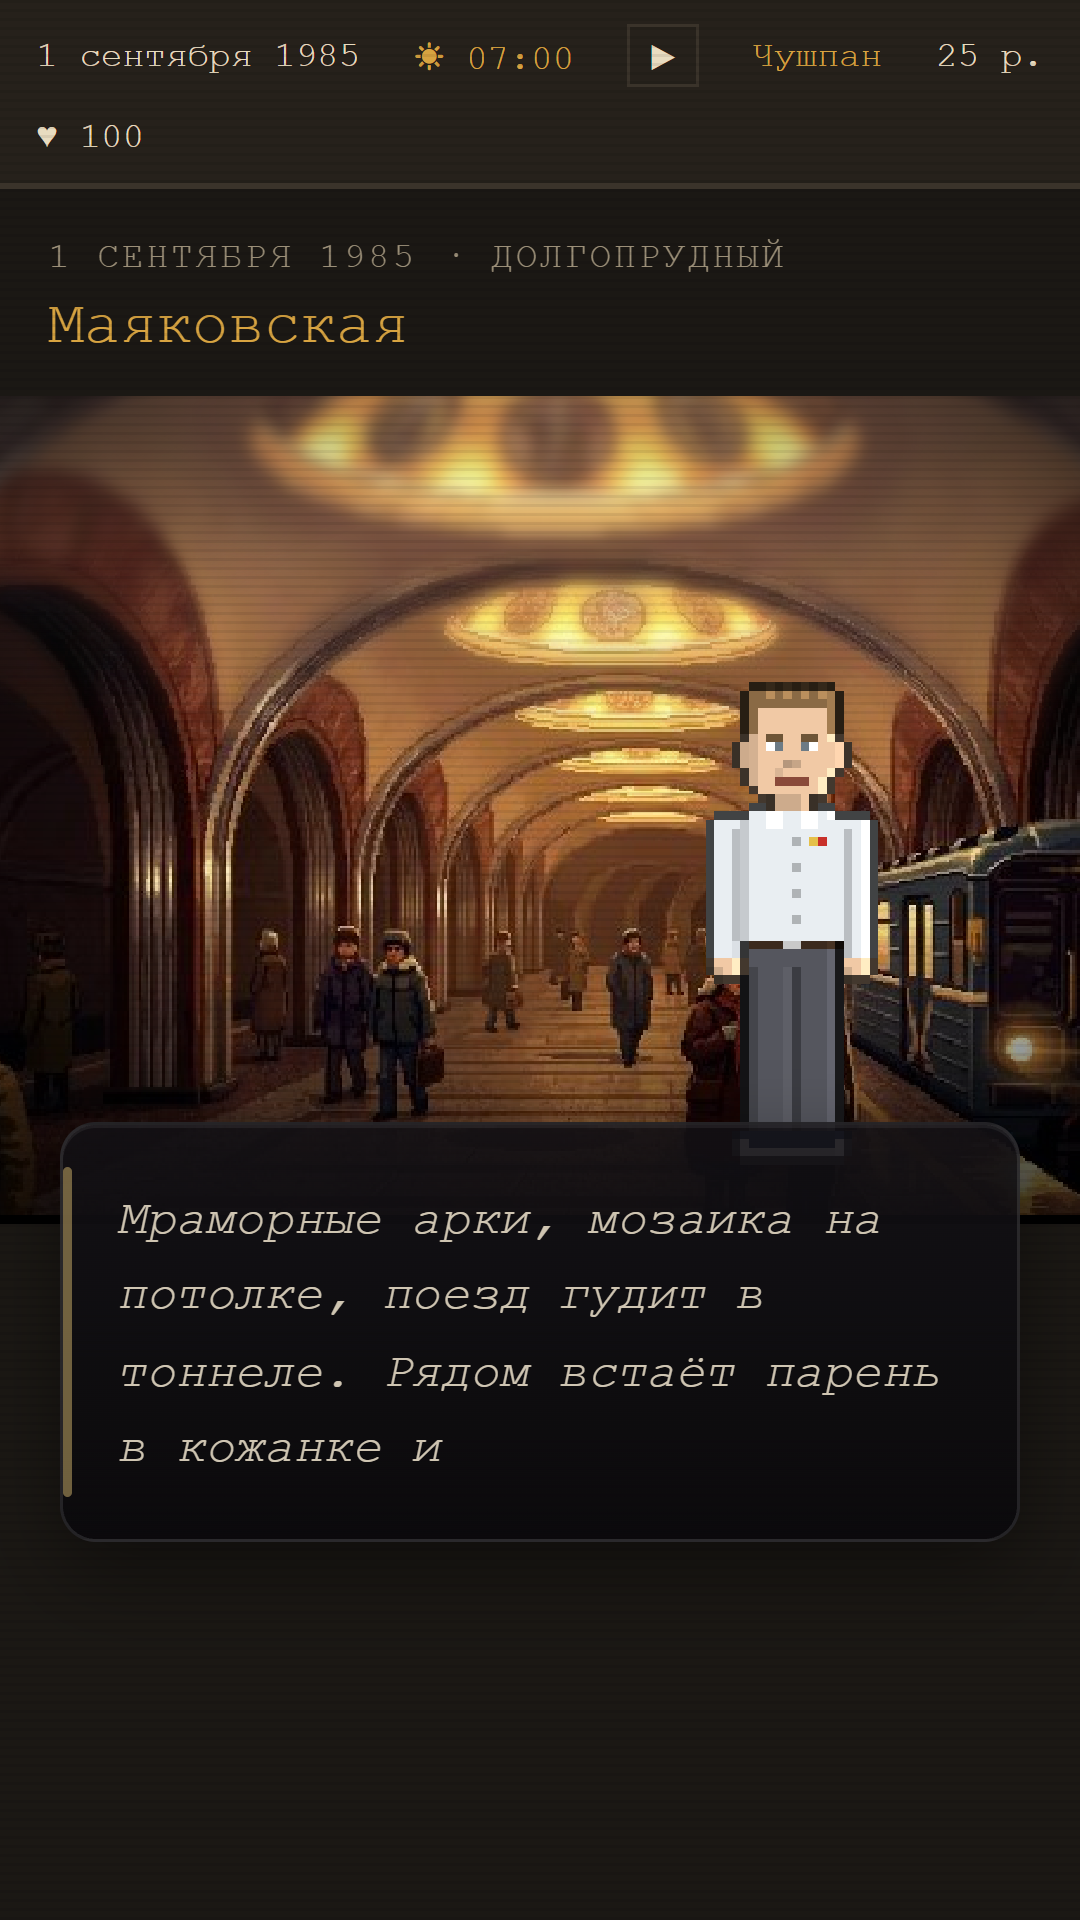 1 сентября 1985 ☀ 07:00 ▶ Чушпан 25 р.
♥ 100
1 СЕНТЯБРЯ 1985 · ДОЛГОПРУДНЫЙ
Маяковская
Мраморные арки, мозаика на
потолке, поезд гудит в
тоннеле. Рядом встаёт парень
в кожанке и